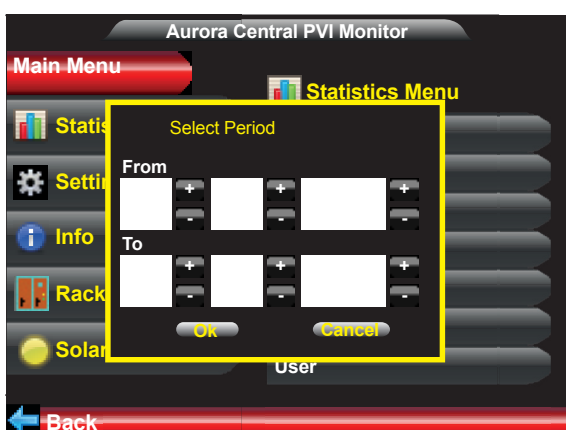 Aurora Central PVI Monitor
Main Menu
Statistics Menu
Statis
Select Period
Settin
From
+ + +
- - -
Info
To
+ + +
Rack
- - -
Ok Cancel
Solar
User
Back